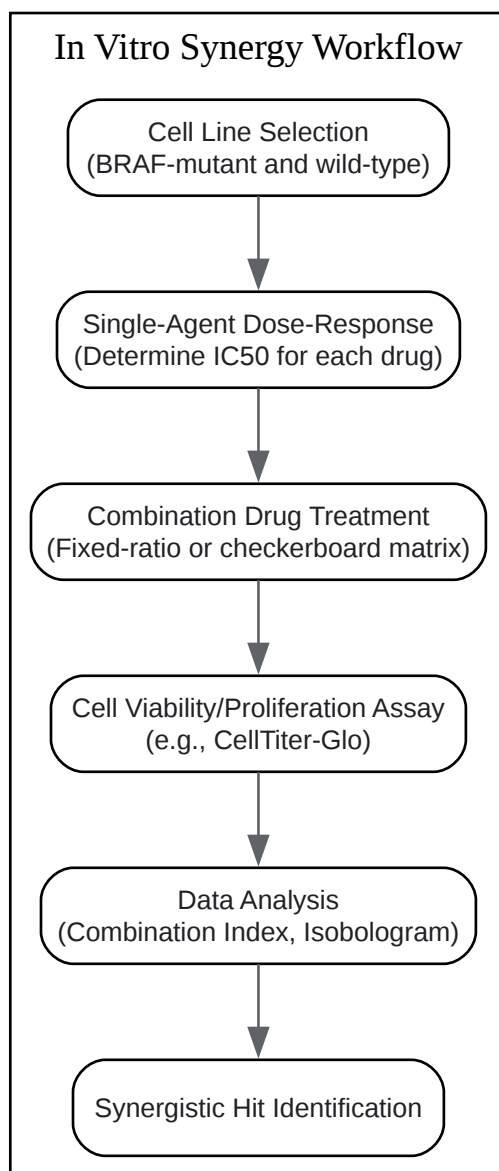 In Vitro Synergy Workflow
Cell Line Selection
(BRAF-mutant and wild-type)
Single-Agent Dose-Response
(Determine IC50 for each drug)
Combination Drug Treatment
(Fixed-ratio or checkerboard matrix)
Cell Viability/Proliferation Assay
(e.g., CellTiter-Glo)
Data Analysis
(Combination Index, Isobologram)
Synergistic Hit Identification